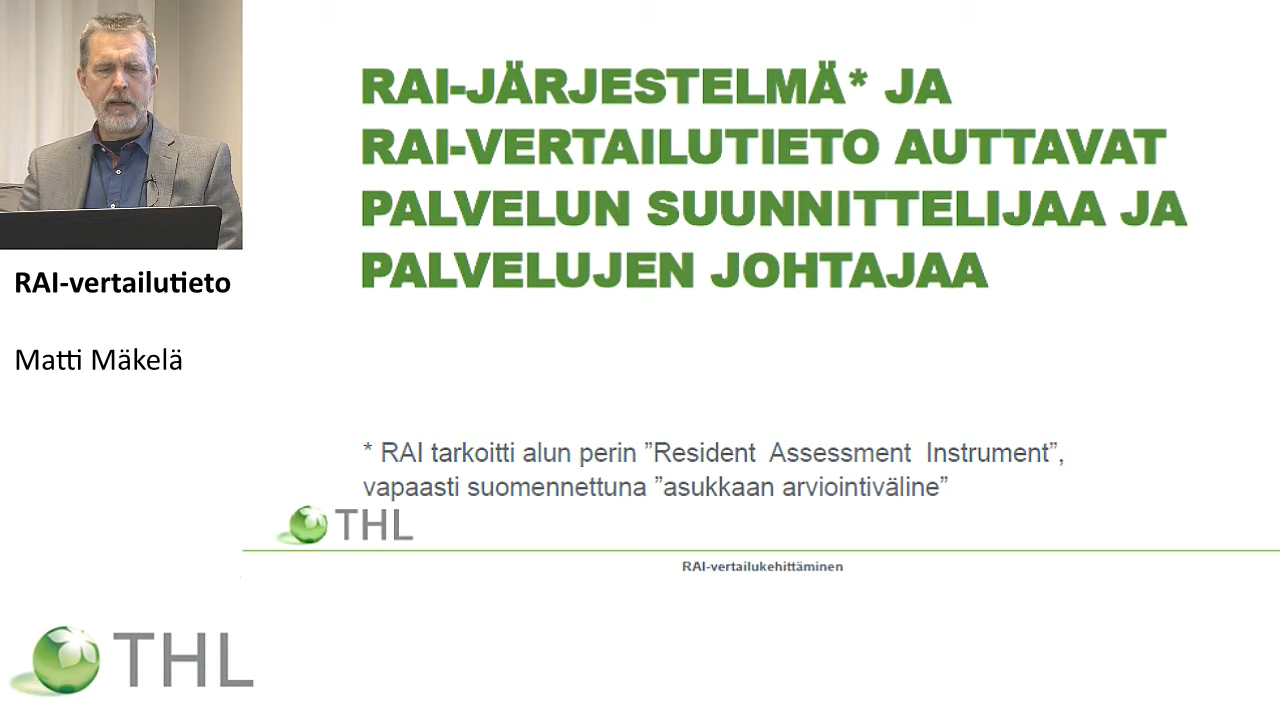 RAI-vertailutieto
Matti Mäkelä
RAI-JÄRJESTELMÄ* JA
RAI-VERTAILUTIETO AUTTAVAT
PALVELUN SUUNNITTELIJAA JA
PALVELUJEN JOHTAJAA
* RAI tarkoitti alun perin ”Resident Assessment Instrument”,
vapaasti suomennettuna ”asukkaan arviointiväline”
THL
RAI-vertailukehittäminen
THL